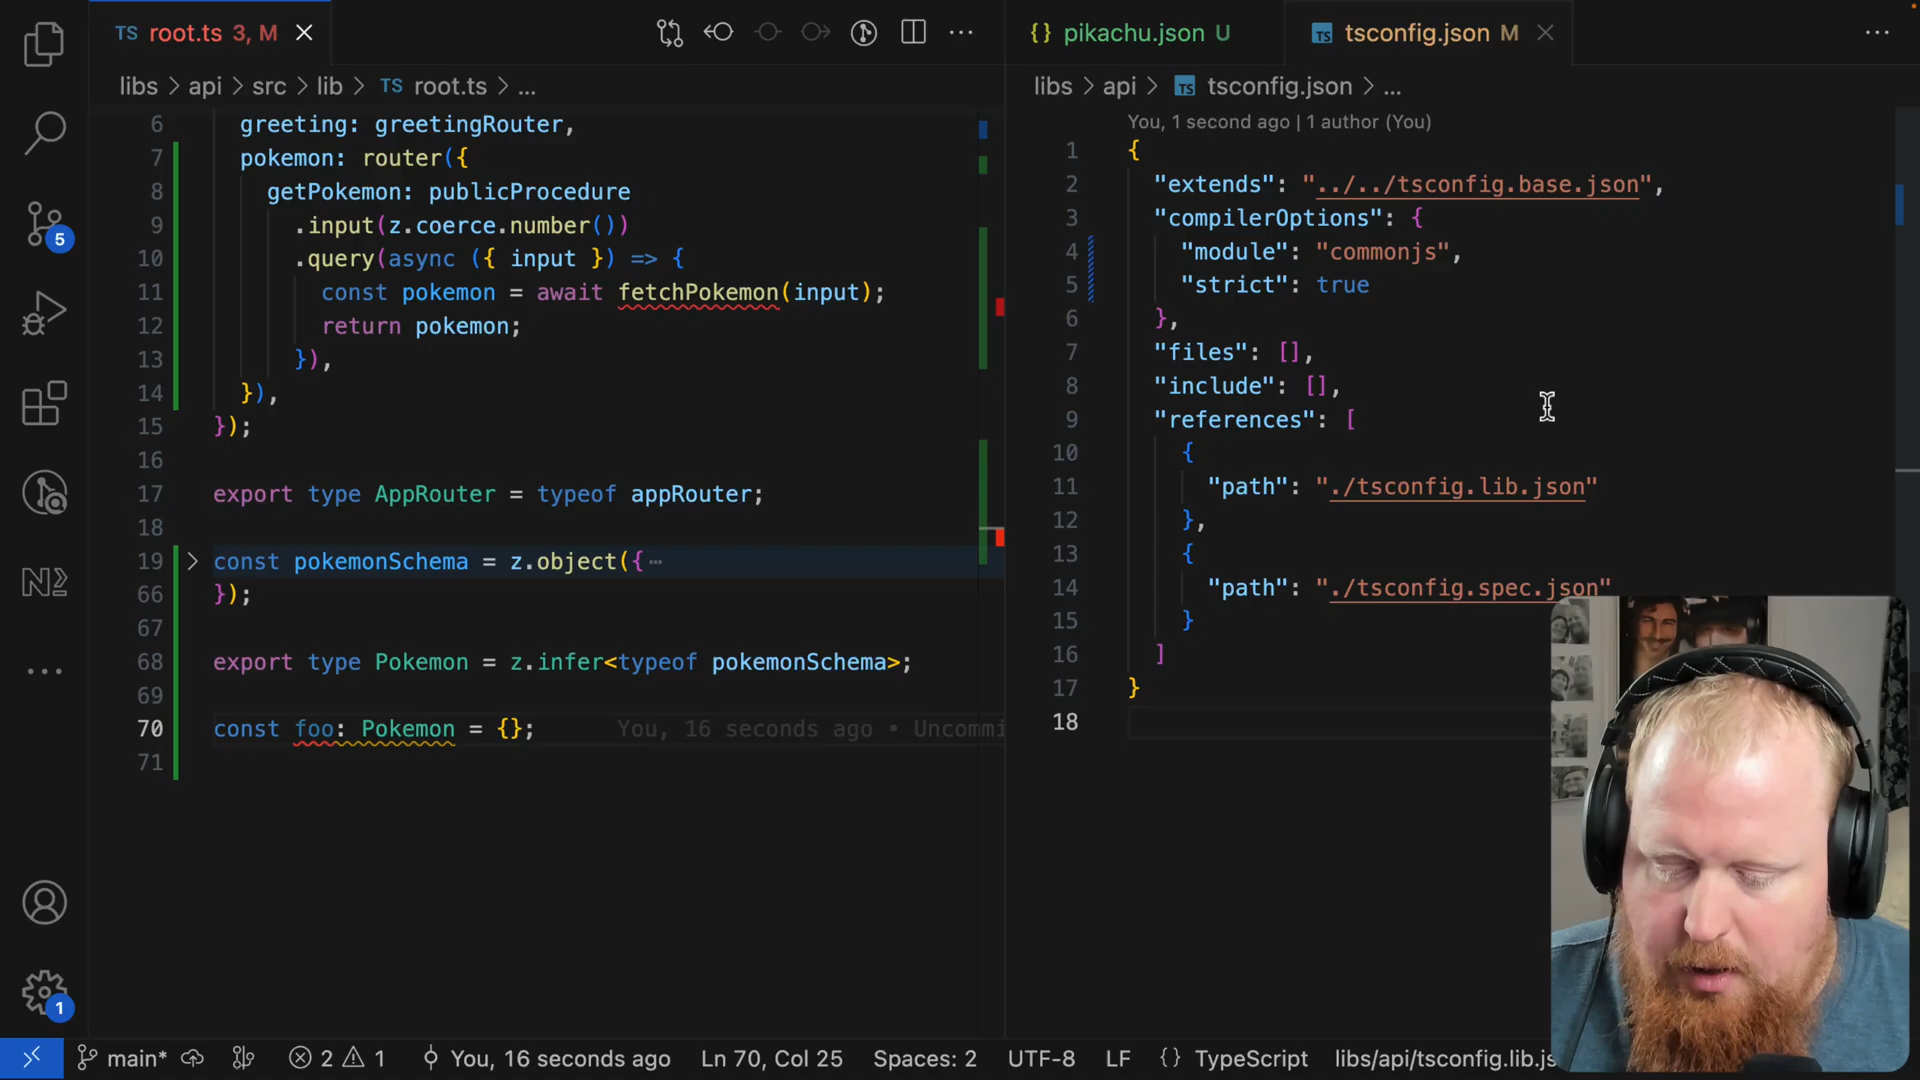 TS root.ts 3, M
libs > api > src > lib > TS root.ts > ...
6 greeting: greetingRouter,
7 pokemon: router({
8 getPokemon: publicProcedure
9 .input(z.coerce.number())
10 .query(async ({ input }) => {
11 const pokemon = await fetchPokemon(input);
12 return pokemon;
13 }),
14 }),
15 });
16
17 export type AppRouter = typeof appRouter;
18
19 const pokemonSchema = z.object({ ⋯
66 });
67
68 export type Pokemon = z.infer<typeof pokemonSchema>;
69
70 const foo: Pokemon = {}; You, 16 seconds ago • Uncommi
71
{} pikachu.json U
TS tsconfig.json M
libs > api > TS tsconfig.json > ...
You, 1 second ago | 1 author (You)
1 {
2 "extends": "../../tsconfig.base.json",
3 "compilerOptions": {
4 "module": "commonjs",
5 "strict": true
6 },
7 "files": [],
8 "include": [],
9 "references": [
10 {
11 "path": "./tsconfig.lib.json"
12 },
13 {
14 "path": "./tsconfig.spec.json"
15 }
16 ]
17 }
18
5
1
main* 2 1 You, 16 seconds ago Ln 70, Col 25 Spaces: 2 UTF-8 LF {} TypeScript libs/api/tsconfig.lib.js